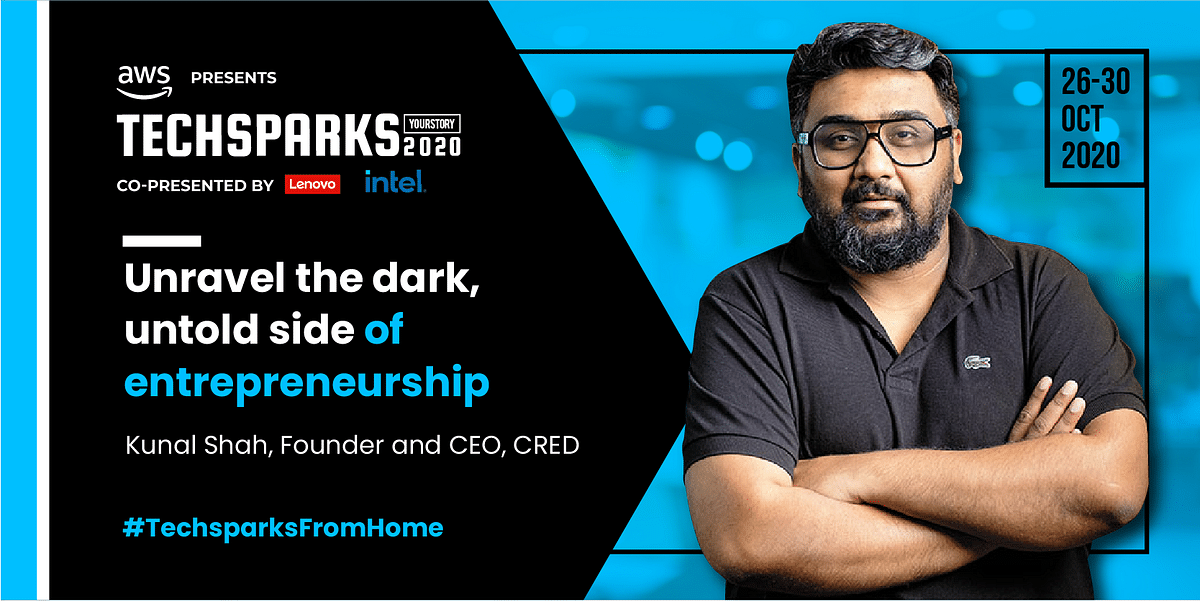 aws PRESENTS
TECHSPARKS YOURSTORY 2020
CO-PRESENTED BY Lenovo intel.
Unravel the dark,
untold side of
entrepreneurship
Kunal Shah, Founder and CEO, CRED
#TechsparksFromHome
26-30
OCT
2020